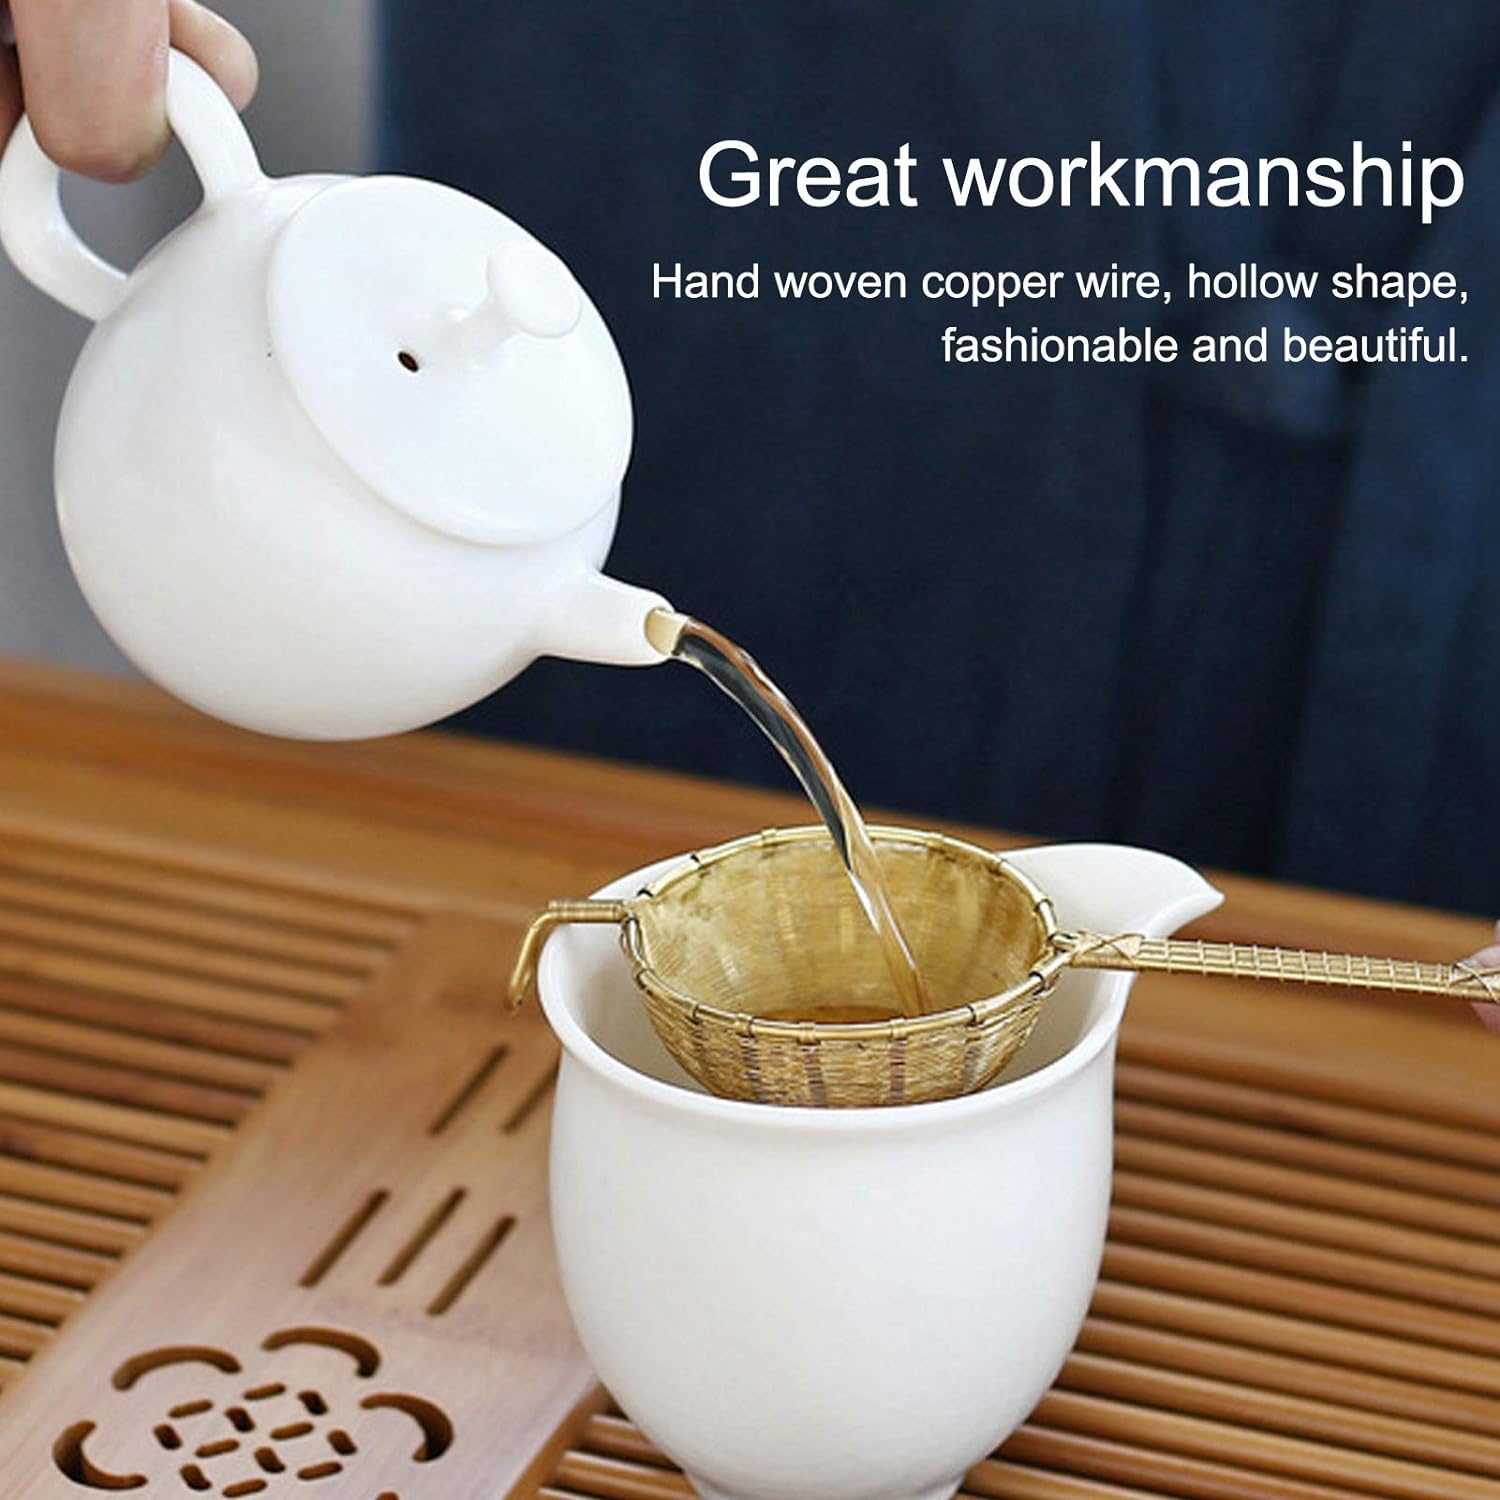 Great workmanship
Hand woven copper wire, hollow shape,
fashionable and beautiful.